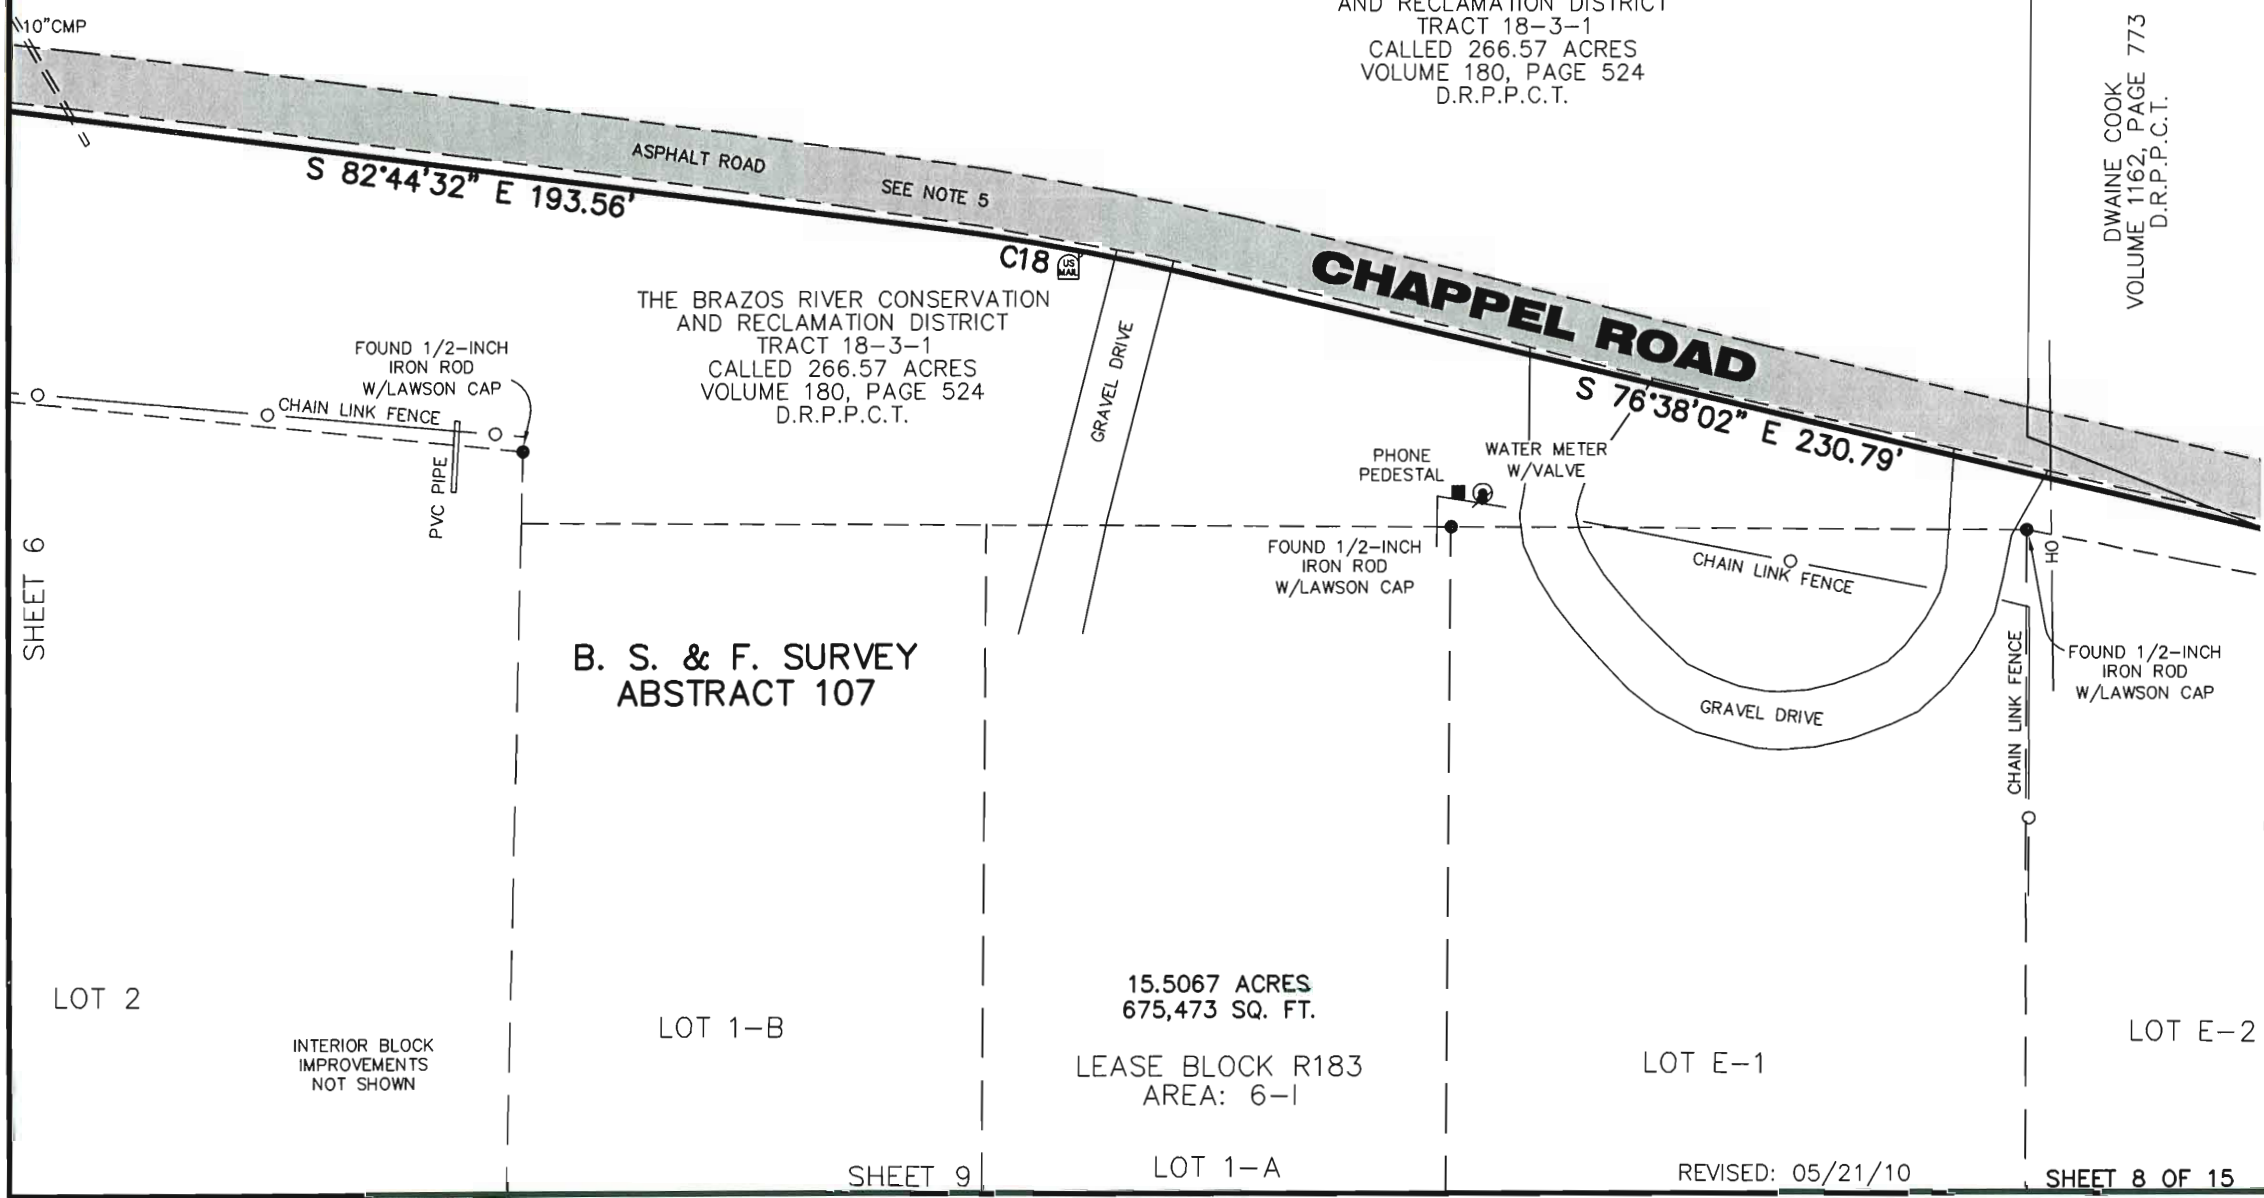 10"CMP
AND RECLAMATION DISTRICT
TRACT 18-3-1
CALLED 266.57 ACRES
VOLUME 180, PAGE 524
D.R.P.P.C.T.
DWAINE COOK
VOLUME 1162, PAGE 773
D.R.P.P.C.T.
ASPHALT ROAD
SEE NOTE 5
S 82°44'32" E 193.56'
C18
US
MAIL
CHAPPEL ROAD
S 76°38'02" E 230.79'
THE BRAZOS RIVER CONSERVATION
AND RECLAMATION DISTRICT
TRACT 18-3-1
CALLED 266.57 ACRES
VOLUME 180, PAGE 524
D.R.P.P.C.T.
FOUND 1/2-INCH
IRON ROD
W/LAWSON CAP
CHAIN LINK FENCE
PVC PIPE
GRAVEL DRIVE
PHONE
PEDESTAL
WATER METER
W/VALVE
FOUND 1/2-INCH
IRON ROD
W/LAWSON CAP
CHAIN LINK FENCE
OH
SHEET 6
B. S. & F. SURVEY
ABSTRACT 107
GRAVEL DRIVE
CHAIN LINK FENCE
FOUND 1/2-INCH
IRON ROD
W/LAWSON CAP
LOT 2
INTERIOR BLOCK
IMPROVEMENTS
NOT SHOWN
LOT 1-B
15.5067 ACRES
675,473 SQ. FT.
LEASE BLOCK R183
AREA: 6-I
LOT E-1
LOT E-2
SHEET 9
LOT 1-A
REVISED: 05/21/10
SHEET 8 OF 15